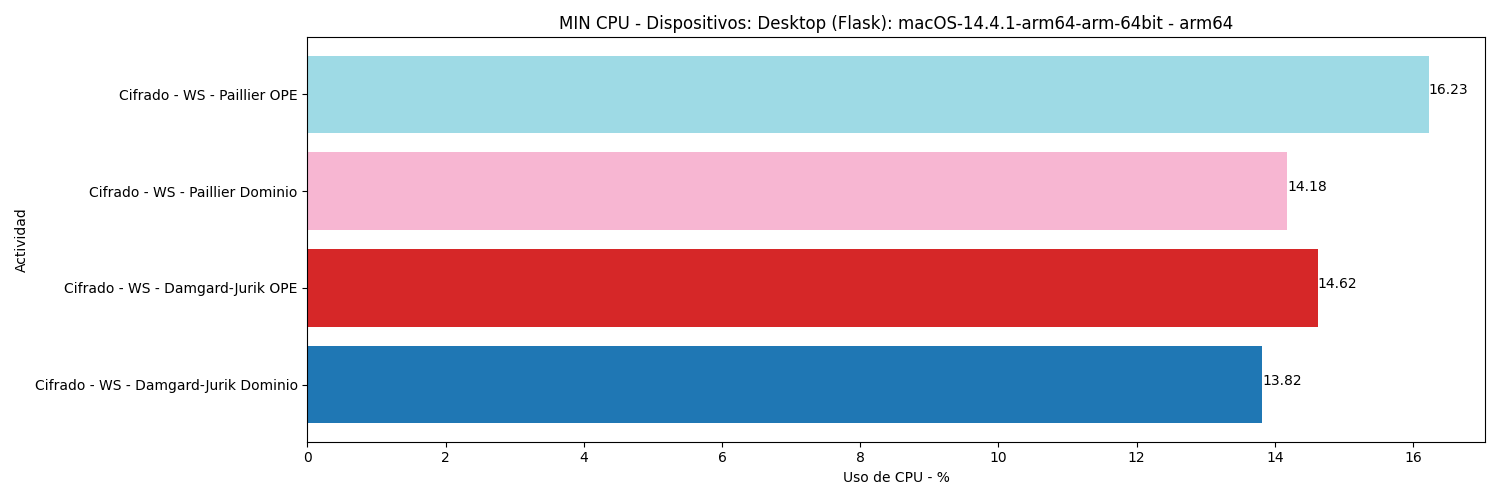 MIN CPU - Dispositivos: Desktop (Flask): macOS-14.4.1-arm64-arm-64bit - arm64
Cifrado - WS - Paillier OPE
16.23
Cifrado - WS - Paillier Dominio
14.18
Cifrado - WS - Damgard-Jurik OPE
14.62
Cifrado - WS - Damgard-Jurik Dominio
13.82
Actividad
0 2 4 6 8 10 12 14 16
Uso de CPU - %